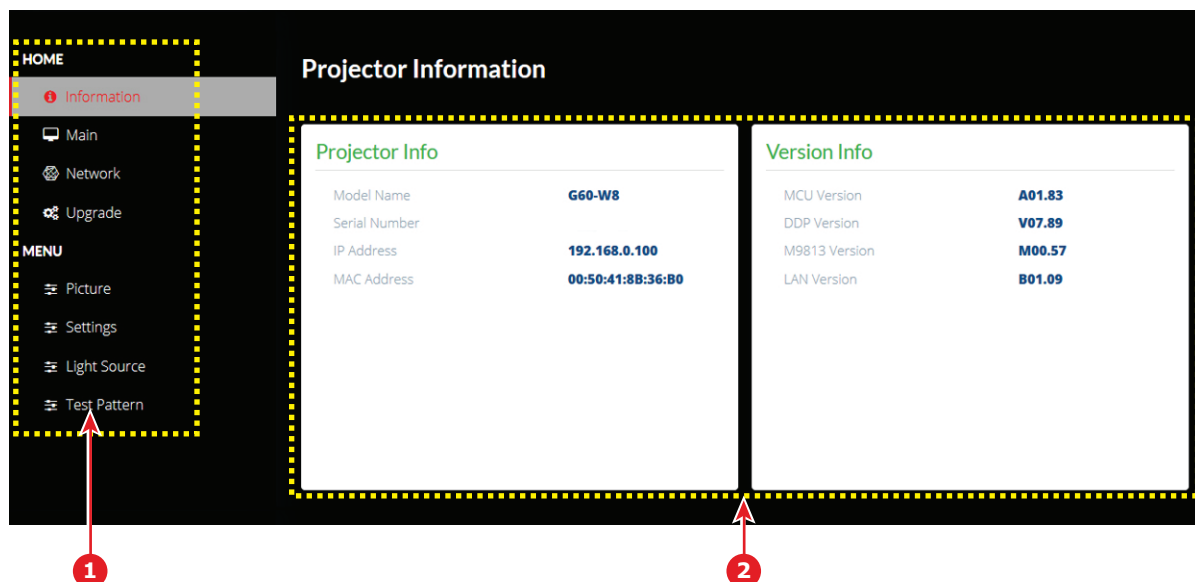 HOME
Information
Main
Network
Upgrade
MENU
Picture
Settings
Light Source
Test Pattern
Projector Information
Projector Info
Model Name G60-W8
Serial Number
IP Address 192.168.0.100
MAC Address 00:50:41:8B:36:B0
Version Info
MCU Version A01.83
DDP Version V07.89
M9813 Version M00.57
LAN Version B01.09
1
2